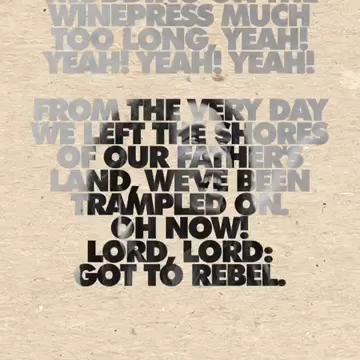 WINEPRESS MUCH
TOO LONG, YEAH!
YEAH! YEAH! YEAH!
FROM THE VERY DAY
WE LEFT THE SHORES
OF OUR FATHER'S
LAND, WE'VE BEEN
TRAMPLED ON.
OH NOW!
LORD, LORD:
GOT TO REBEL.